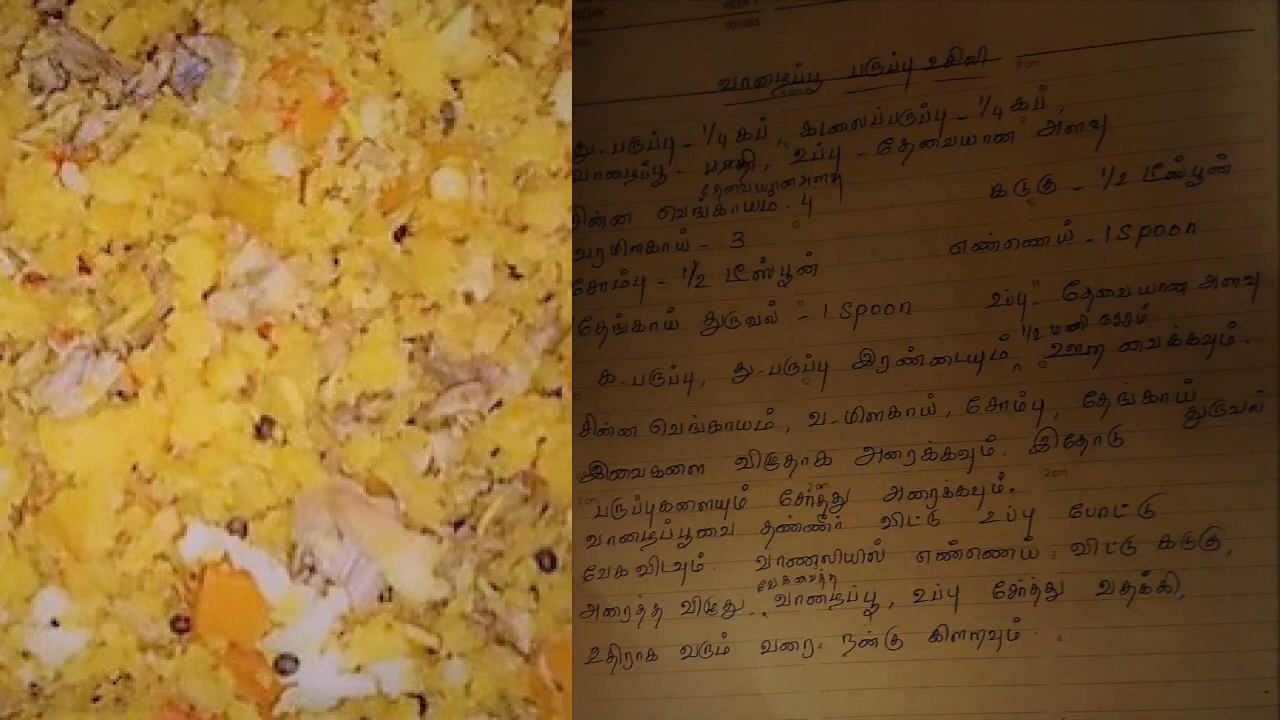 WEEK 1
வாழைப்பூ பருப்பு உசிலி
து.பருப்பு - 1/4 கப், கடலைப்பருப்பு - 1/4 கப்,
வாழைப்பூ - பாதி, உப்பு - தேவையான அளவு
தேவையான அளவு
சின்ன வெங்காயம் - 4 கடுகு - 1/2 டீஸ்பூன்
வரமிளகாய் - 3 எண்ணெய் - 1 Spoon
சோம்பு - 1/2 டீஸ்பூன்
தேங்காய் துருவல் - 1 Spoon உப்பு - தேவையான அளவு
1/2 மணி நேரம்
க.பருப்பு, து.பருப்பு இரண்டையும் ஊற வைக்கவும்.
சின்ன வெங்காயம், வ.மிளகாய், சோம்பு, தேங்காய் துருவல்
இவைகளை விழுதாக அரைக்கவும். இதோடு
பருப்புகளையும் சேர்த்து அரைக்கவும்.
வாழைப்பூவை தண்ணீர் விட்டு உப்பு போட்டு
வேகவிடவும். வாணலியில் எண்ணெய் விட்டு கடுகு,
வேகவைத்த
அரைத்த விழுது, வாழைப்பூ, உப்பு சேர்த்து வதக்கி,
உதிராக வரும் வரை நன்கு கிளறவும்.